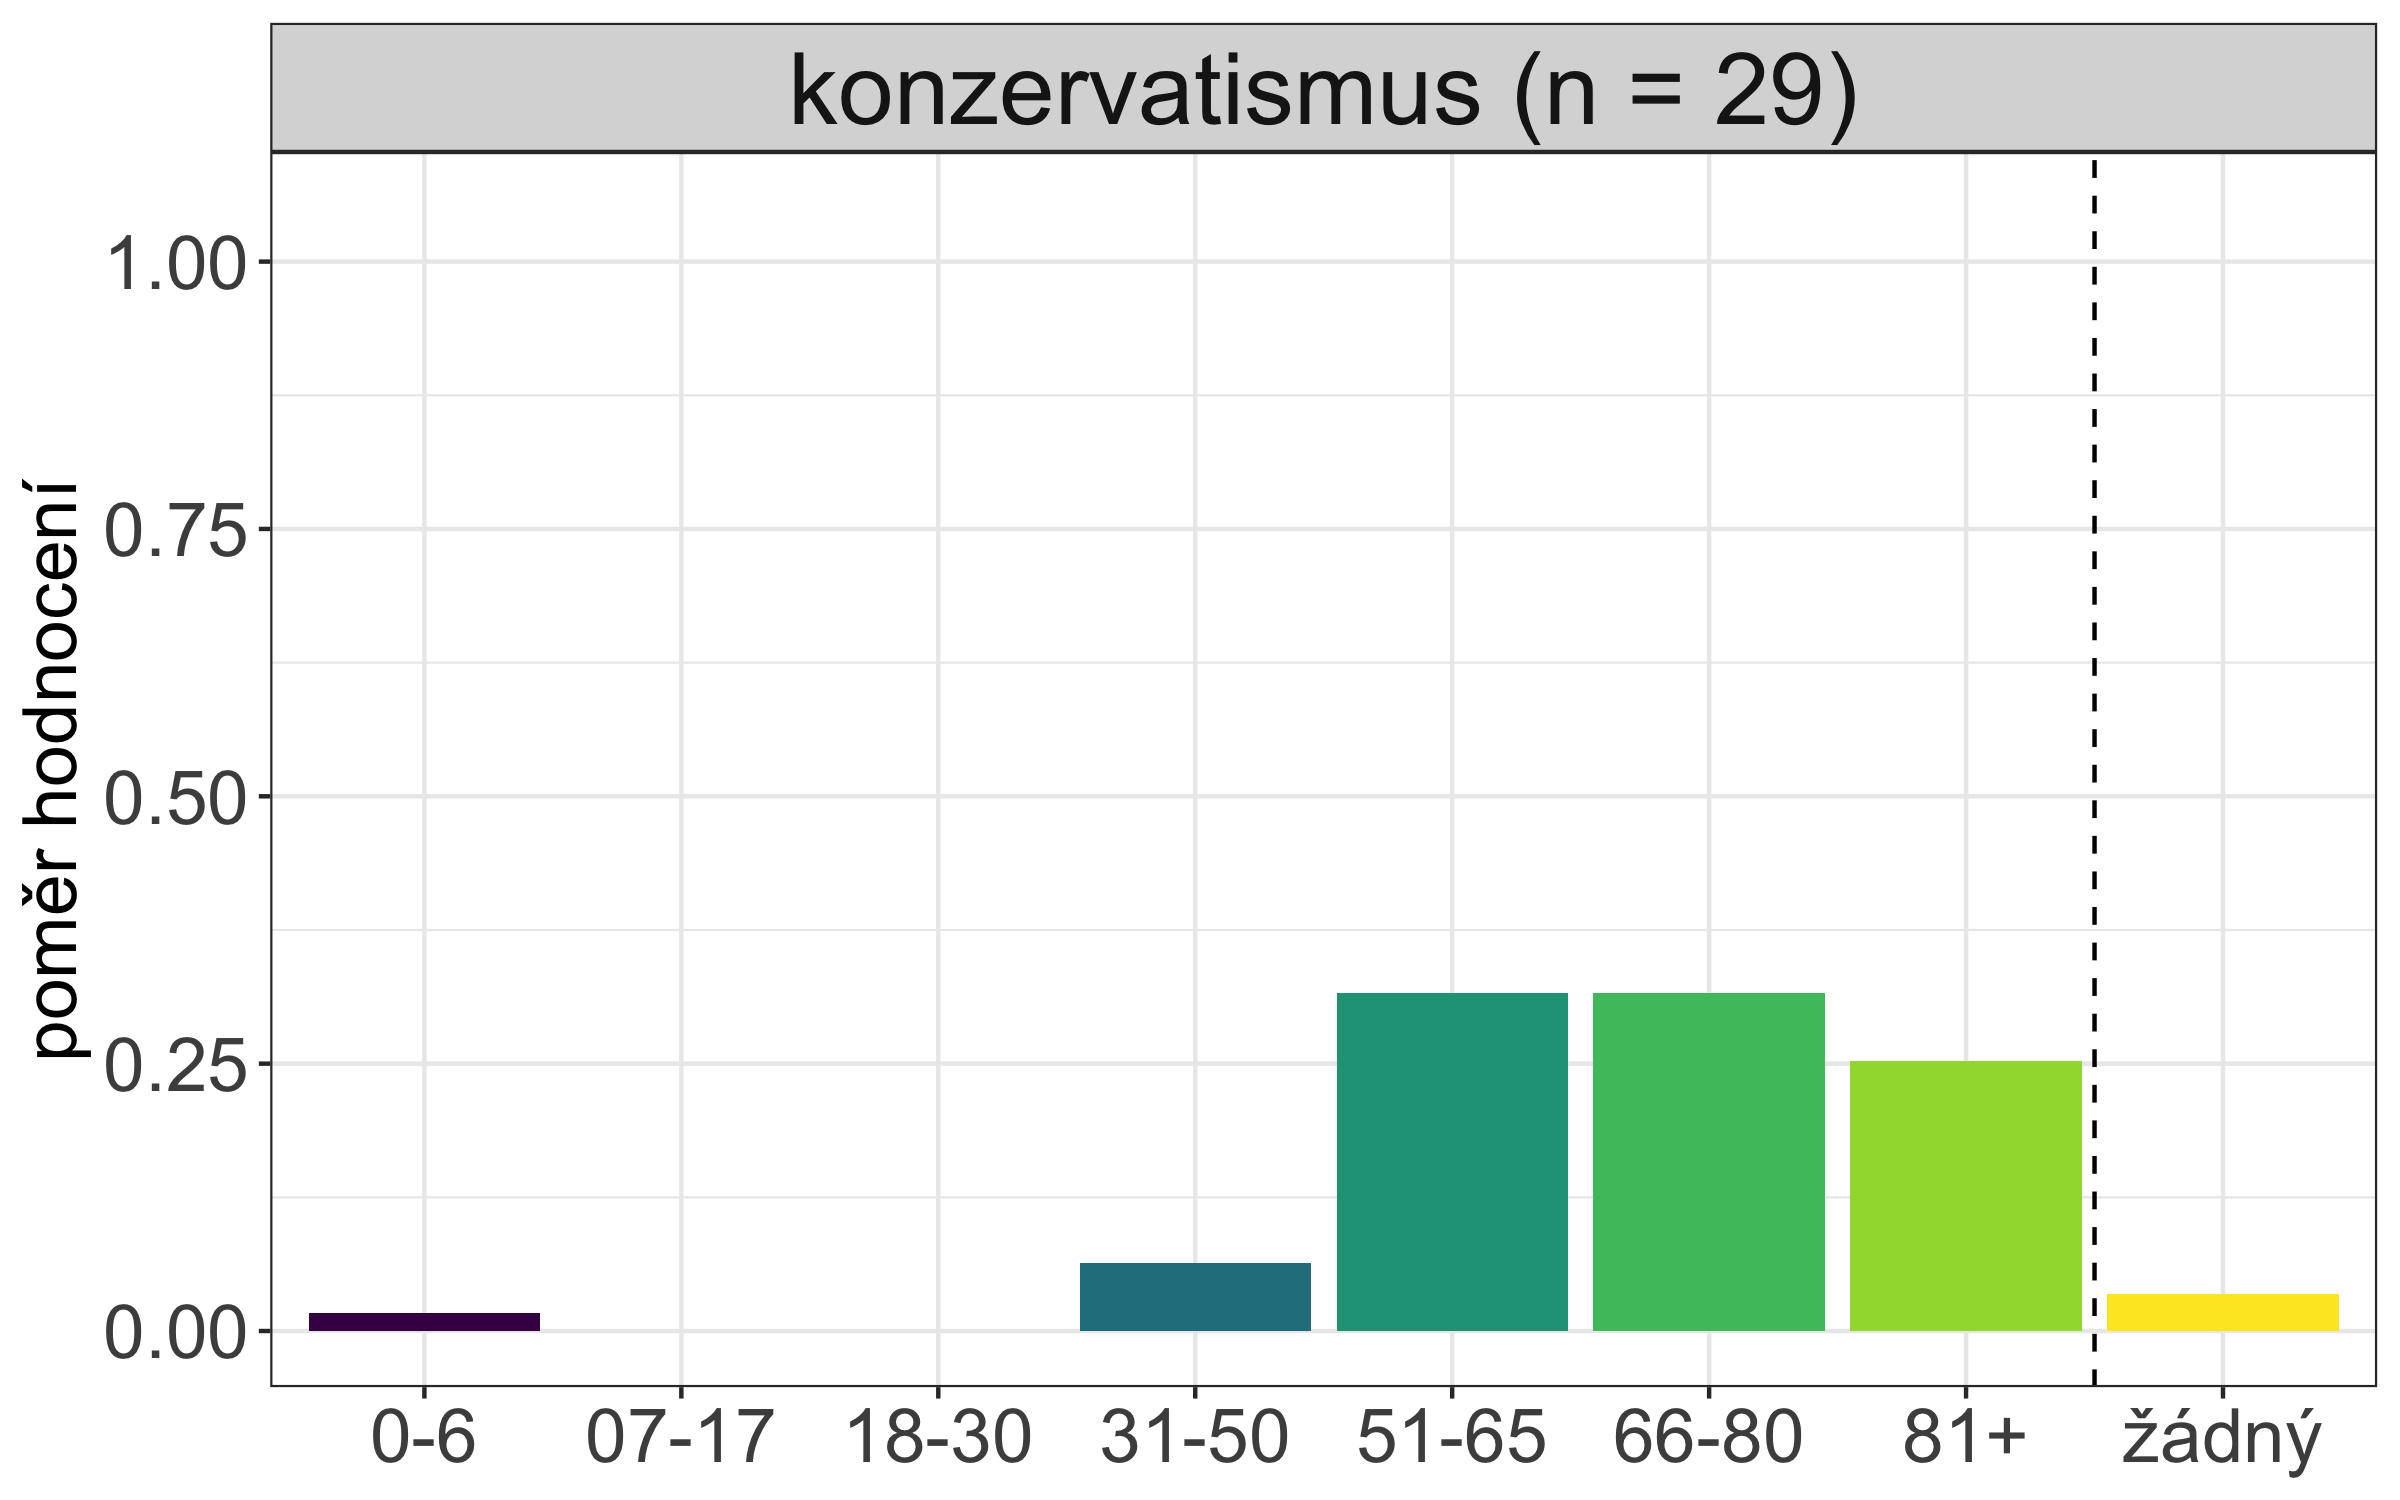 konzervatismus (n = 29)
poměr hodnocení
1.00
0.75
0.50
0.25
0.00
0-6 07-17 18-30 31-50 51-65 66-80 81+ žádný